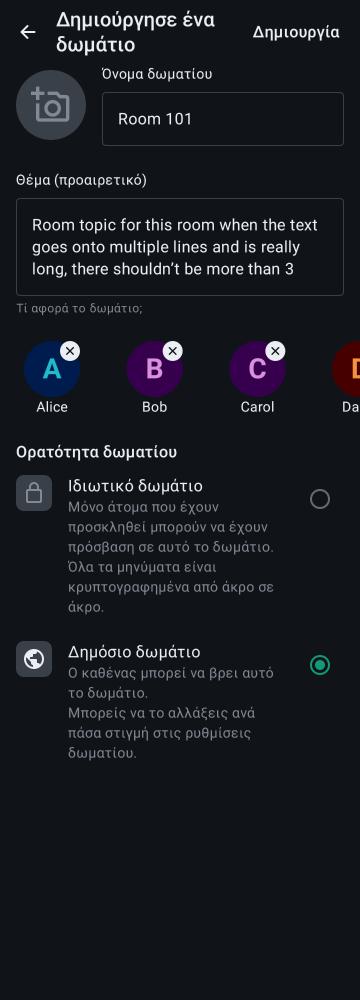 Δημιούργησε ένα
δωμάτιο
Δημιουργία
Όνομα δωματίου
Room 101
Θέμα (προαιρετικό)
Room topic for this room when the text
goes onto multiple lines and is really
long, there shouldn’t be more than 3
Τί αφορά το δωμάτιο;
A
B
C
D
Alice
Bob
Carol
Da
Ορατότητα δωματίου
Ιδιωτικό δωμάτιο
Μόνο άτομα που έχουν
προσκληθεί μπορούν να έχουν
πρόσβαση σε αυτό το δωμάτιο.
Όλα τα μηνύματα είναι
κρυπτογραφημένα από άκρο σε
άκρο.
Δημόσιο δωμάτιο
Ο καθένας μπορεί να βρει αυτό
το δωμάτιο.
Μπορείς να το αλλάξεις ανά
πάσα στιγμή στις ρυθμίσεις
δωματίου.